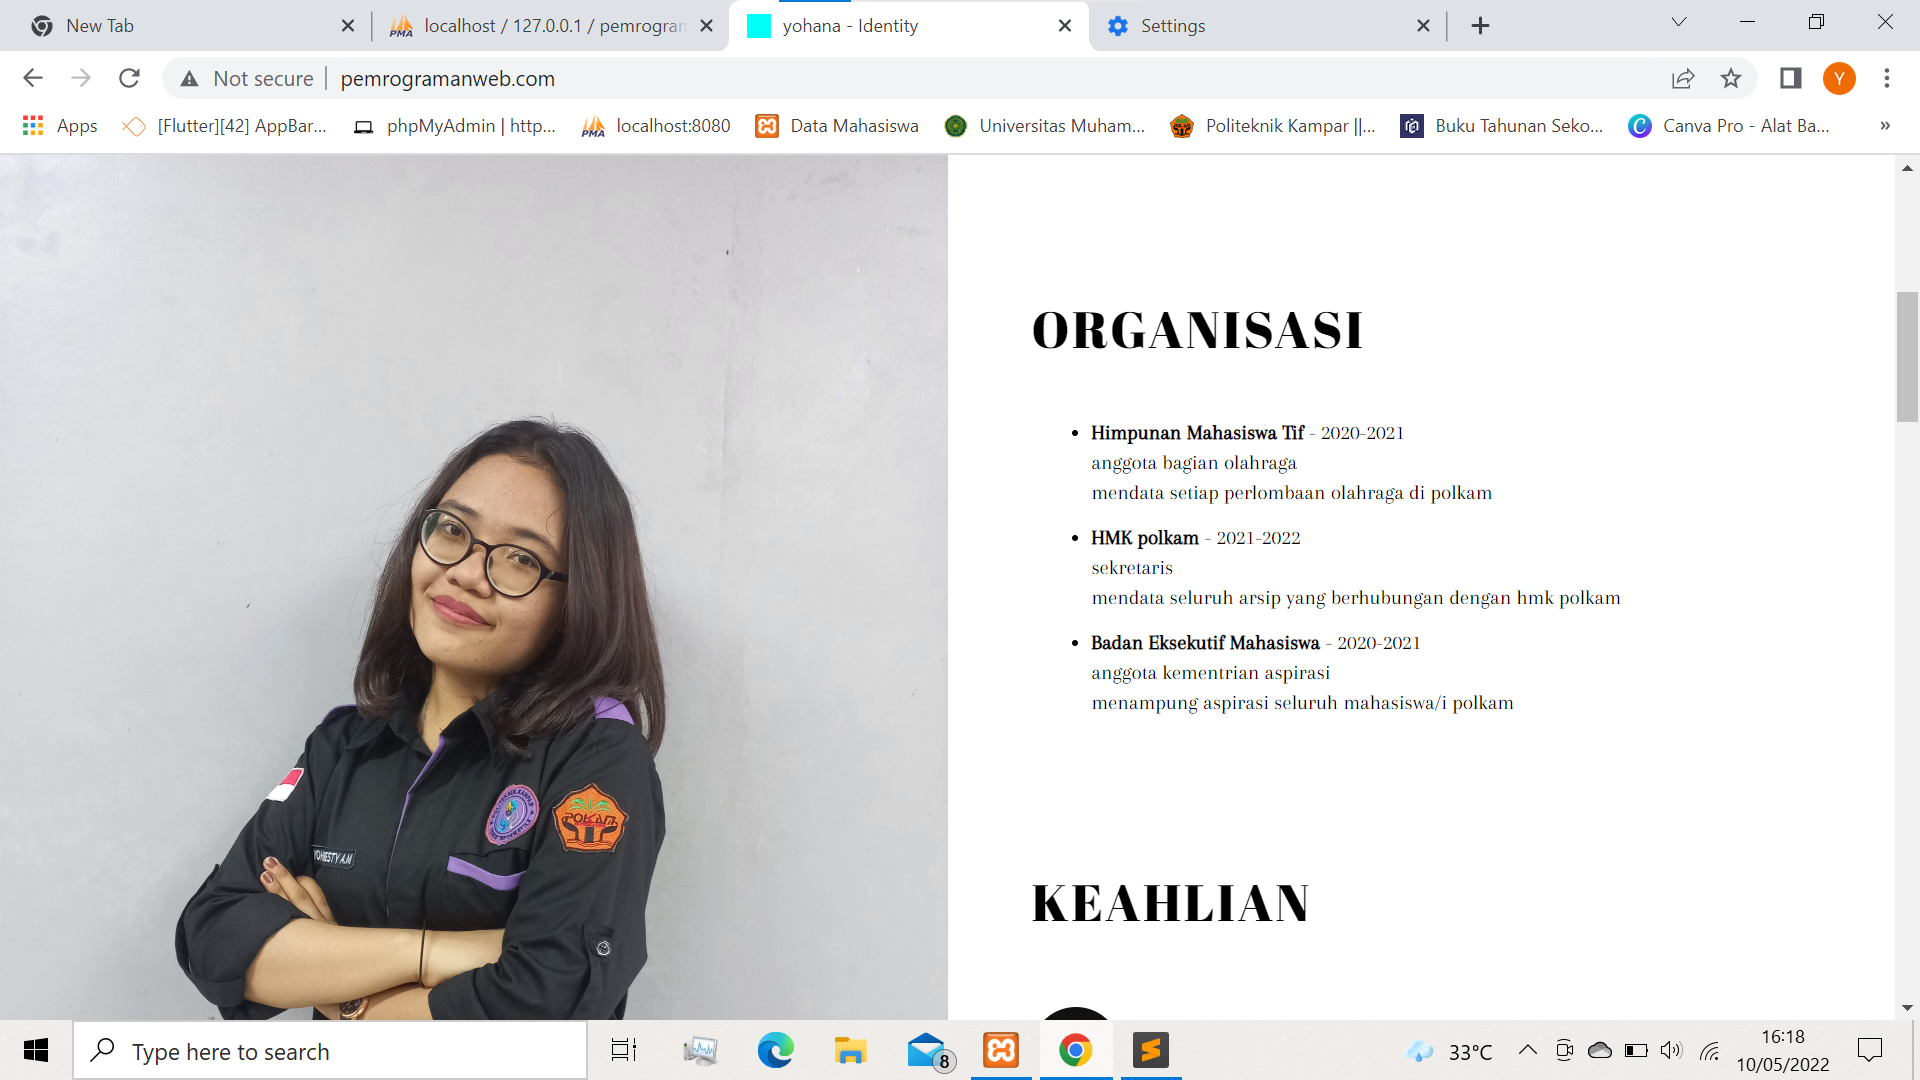 New Tab
localhost / 127.0.0.1 / pemrogran
yohana - Identity
Settings
Not secure
pemrogramanweb.com
Y
Apps
[Flutter][42] AppBar...
phpMyAdmin | http...
localhost:8080
Data Mahasiswa
Universitas Muham...
Politeknik Kampar ||...
Buku Tahunan Seko...
Canva Pro - Alat Ba...
»
ORGANISASI
• Himpunan Mahasiswa Tif - 2020-2021
anggota bagian olahraga
mendata setiap perlombaan olahraga di polkam
• HMK polkam - 2021-2022
sekretaris
mendata seluruh arsip yang berhubungan dengan hmk polkam
• Badan Eksekutif Mahasiswa - 2020-2021
anggota kementrian aspirasi
menampung aspirasi seluruh mahasiswa/i polkam
KEAHLIAN
POLKAM
YOHNESTY A.M
Type here to search
8
33°C
16:18
10/05/2022